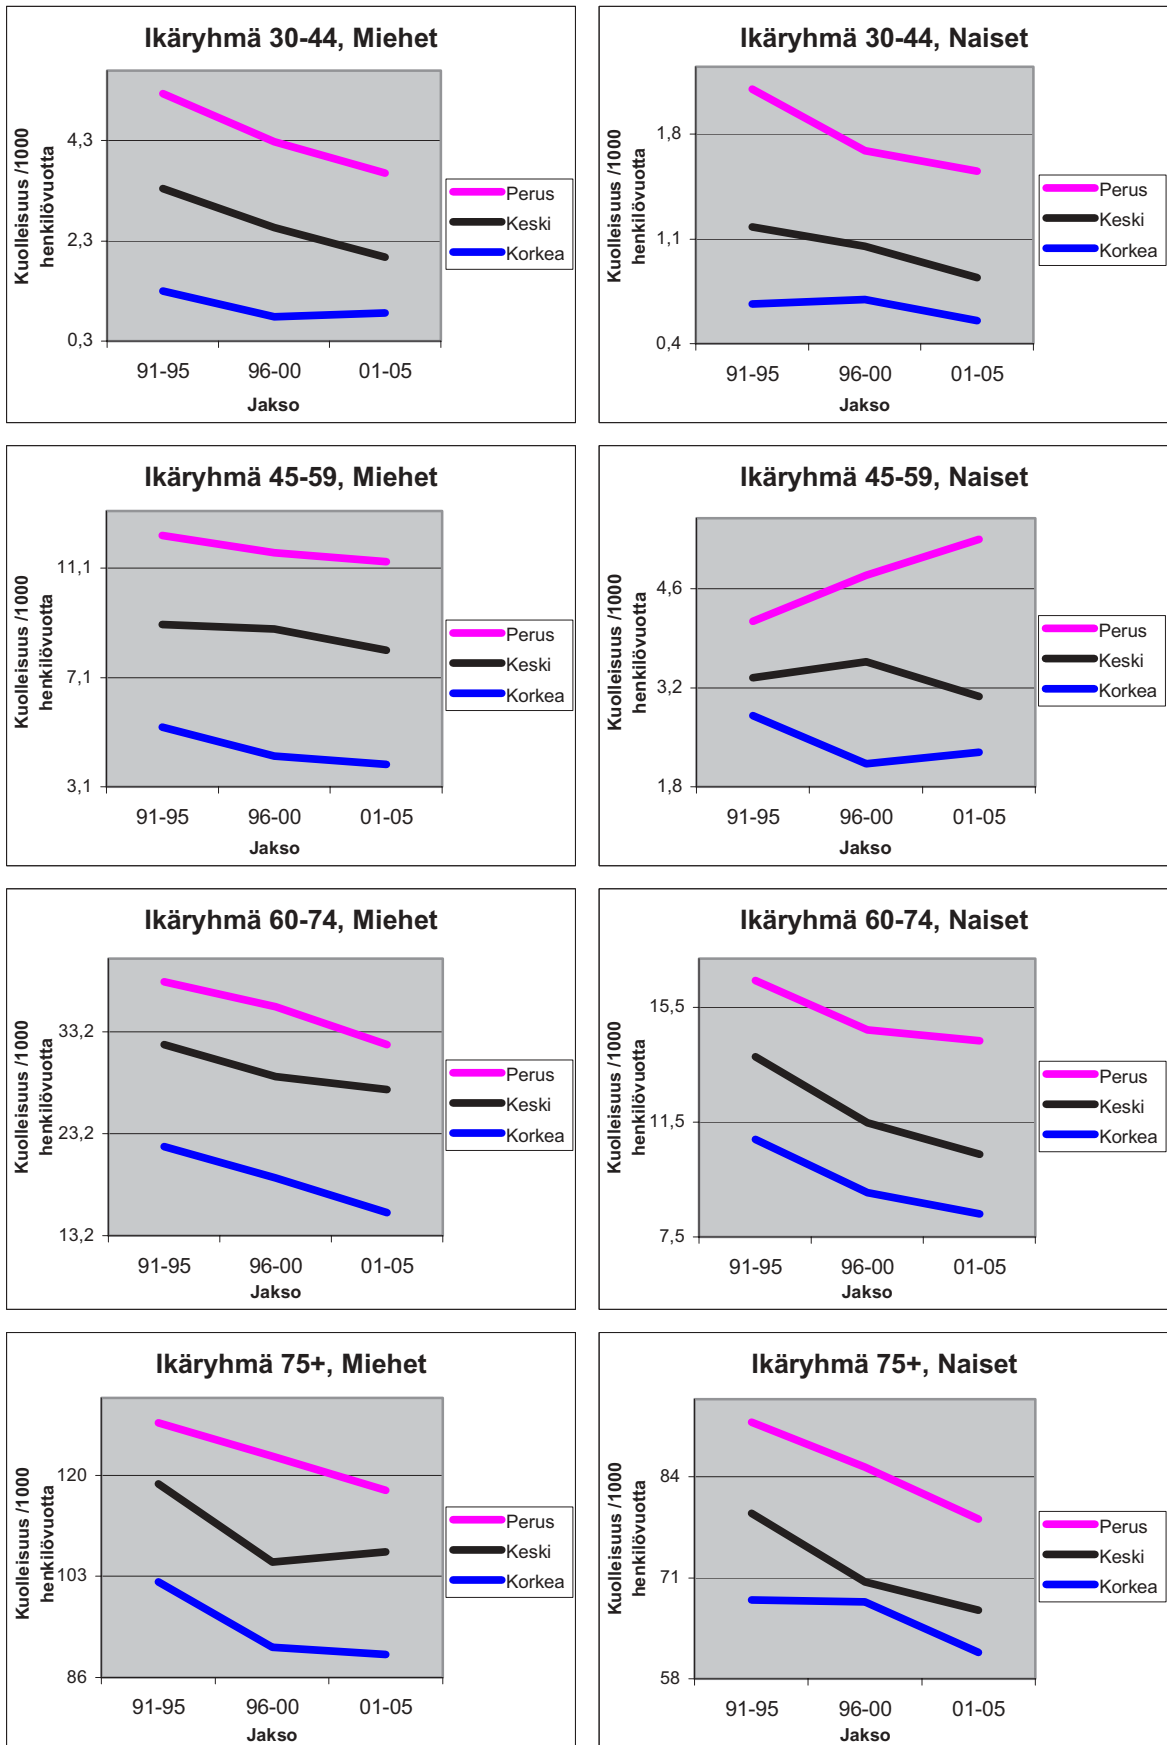 Ikäryhmä 30-44, Miehet
Kuolleisuus /1000
henkilövuotta
4,3
2,3
0,3
91-95 96-00 01-05
Jakso
Perus
Keski
Korkea
Ikäryhmä 30-44, Naiset
Kuolleisuus /1000
henkilövuotta
1,8
1,1
0,4
91-95 96-00 01-05
Jakso
Perus
Keski
Korkea
Ikäryhmä 45-59, Miehet
Kuolleisuus /1000
henkilövuotta
11,1
7,1
3,1
91-95 96-00 01-05
Jakso
Perus
Keski
Korkea
Ikäryhmä 45-59, Naiset
Kuolleisuus /1000
henkilövuotta
4,6
3,2
1,8
91-95 96-00 01-05
Jakso
Perus
Keski
Korkea
Ikäryhmä 60-74, Miehet
Kuolleisuus /1000
henkilövuotta
33,2
23,2
13,2
91-95 96-00 01-05
Jakso
Perus
Keski
Korkea
Ikäryhmä 60-74, Naiset
Kuolleisuus /1000
henkilövuotta
15,5
11,5
7,5
91-95 96-00 01-05
Jakso
Perus
Keski
Korkea
Ikäryhmä 75+, Miehet
Kuolleisuus /1000
henkilövuotta
120
103
86
91-95 96-00 01-05
Jakso
Perus
Keski
Korkea
Ikäryhmä 75+, Naiset
Kuolleisuus /1000
henkilövuotta
84
71
58
91-95 96-00 01-05
Jakso
Perus
Keski
Korkea